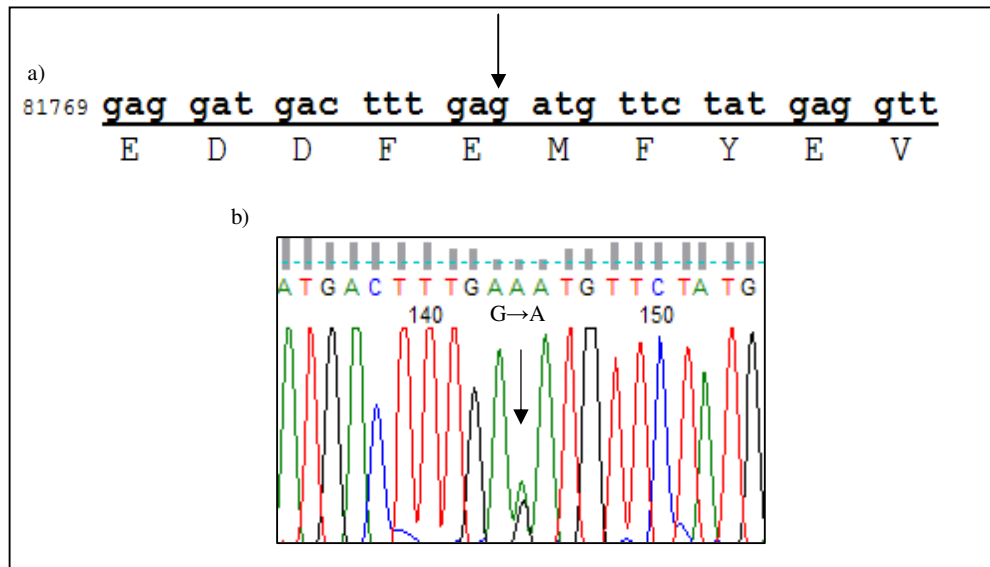 a)
81769 gag gat gac ttt gag atg ttc tat gag gtt
E D D F E M F Y E V
b)
A T G A C T T T G A A A T G T T C T A T G
140 G→A 150